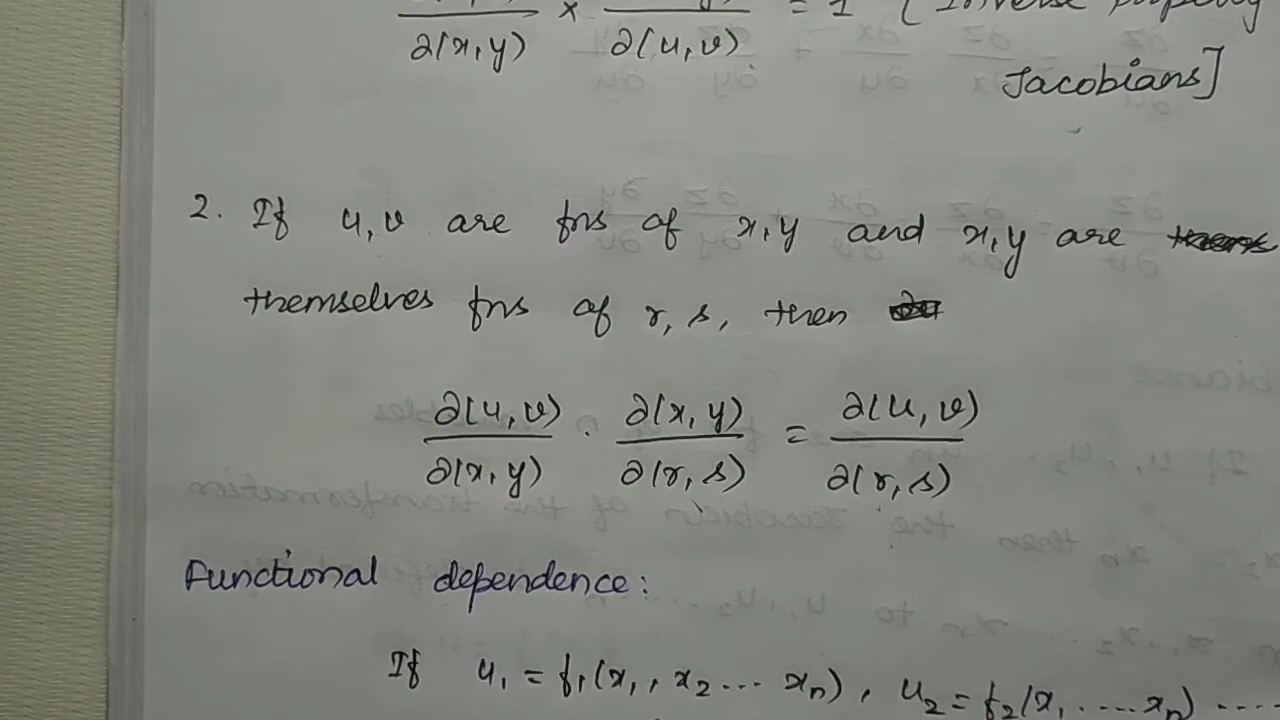 ∂(x,y) × ∂(u,v) = 1 [Inverse property
Jacobians]
2. If u,v are fns of x,y and x,y are
themselves fns of r, s, then
∂(u,v)/∂(x,y) · ∂(x,y)/∂(r,s) = ∂(u,v)/∂(r,s)
Functional dependence:
If u₁ = f₁(x₁, x₂... xₙ), u₂ = f₂(x₁ ..... xₙ) ....